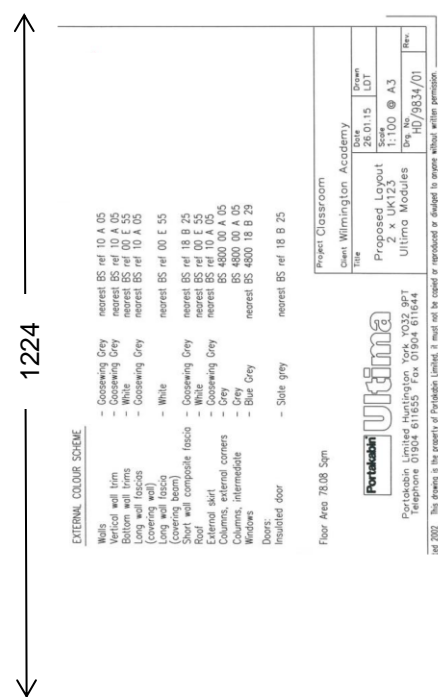 1224
EXTERNAL COLOUR SCHEME
Walls – Goosewing Grey nearest BS ref 10 A 05
Vertical wall trim – Goosewing Grey nearest BS ref 10 A 05
Bottom wall trims – White nearest BS ref 00 E 55
Long wall fascias – Goosewing Grey nearest BS ref 10 A 05
(covering wall)
Long wall fascia – White nearest BS ref 00 E 55
(covering beam)
Short wall composite fascia – Goosewing Grey nearest BS ref 18 B 25
Roof – White nearest BS ref 00 E 55
External skirt – Goosewing Grey nearest BS ref 10 A 05
Columns, external corners – Grey BS 4800 00 A 05
Columns, intermediate – Grey BS 4800 00 A 05
Windows – Blue Grey nearest BS 4800 18 B 29
Doors:
Insulated door – Slate grey nearest BS ref 18 B 25
Floor Area 78.08 Sqm
Portakabin Ultima
Portakabin Limited Huntington York YO32 9PT
Telephone 01904 611655 Fax 01904 611644
Project Classroom
Client Wilmington Academy
Title
Proposed Layout
2 x UK123
Ultima Modules
Date
26.01.15
Drawn
LDT
Scale
1:100 @ A3
Drg. No.
HD/9834/01
Rev.
ted 2002 This drawing is the property of Portakabin Limited, it must not be copied or reproduced or divulged to anyone without written permission.